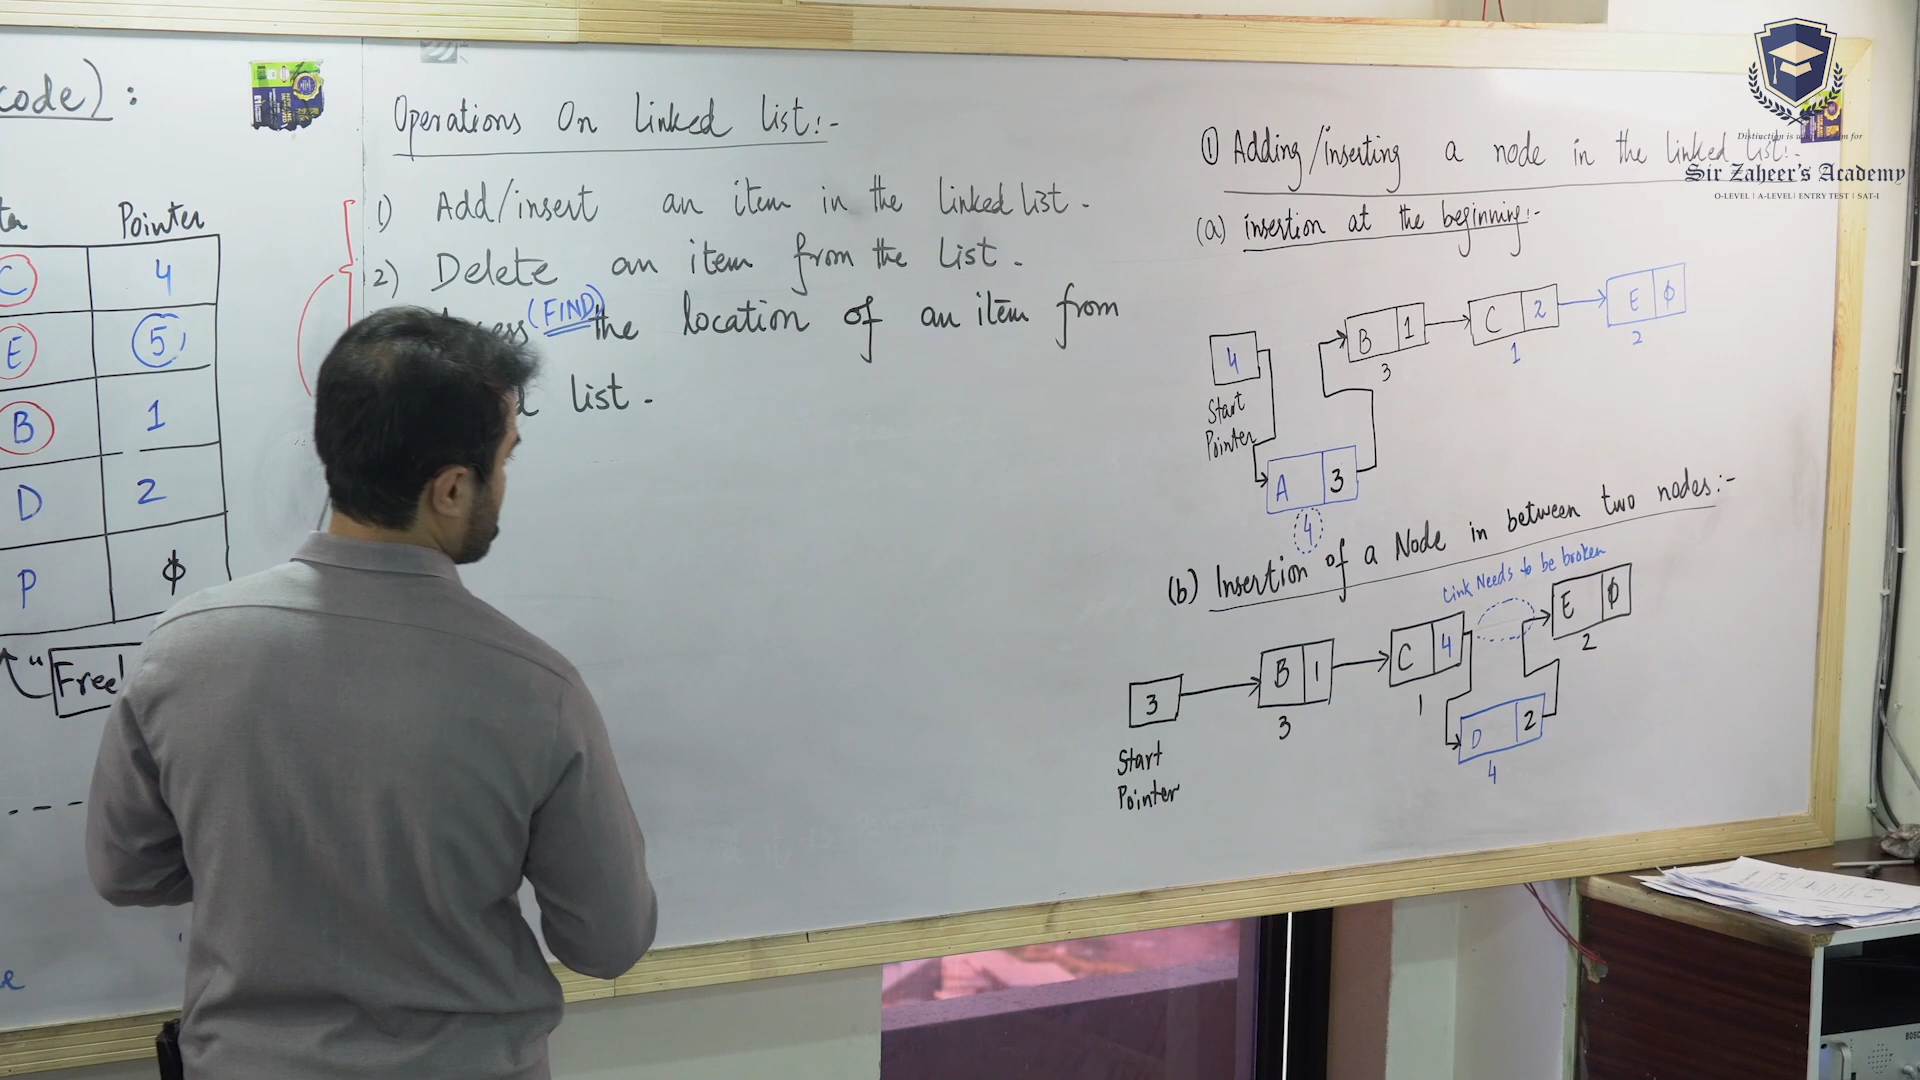 code) :
Pointer
C 4
E 5
B 1
D 2
P φ
"Free
Operations On Linked List:-
1) Add/insert an item in the linked list.
2) Delete an item from the list.
(FIND) the location of an item from
list.
① Adding/inserting a node in the linked list:-
(a) insertion at the beginning:-
4
Start
Pointer
A 3
4
B 1
3
C 2
1
E φ
2
(b) Insertion of a Node in between two nodes:-
Link Needs to be broken
3
Start
Pointer
B 1
3
C 4
1
D 2
4
E φ
2
Distinction is
for
Sir Zaheer's Academy
O-LEVEL | A-LEVEL | ENTRY TEST | SAT-I